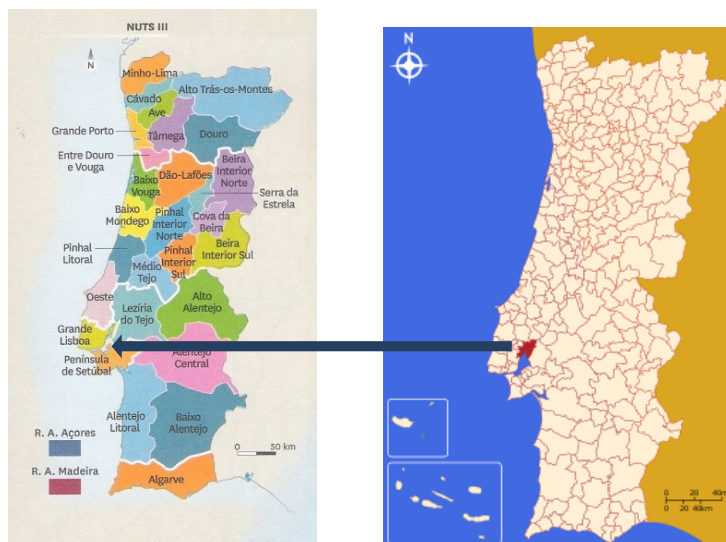 NUTS III
N
Minho-Lima
Alto Trás-os-Montes
Cávado
Ave
Grande Porto
Tâmega
Douro
Entre Douro
e Vouga
Baixo
Vouga
Dão-Lafões
Beira
Interior
Norte
Serra da
Estrela
Baixo
Mondego
Pinhal
Interior
Norte
Cova da
Beira
Pinhal
Litoral
Médio
Tejo
Pinhal
Interior
Sul
Beira
Interior Sul
Oeste
Lezíria
do Tejo
Alto
Alentejo
Grande
Lisboa
Península
de Setúbal
Alentejo
Central
Alentejo
Litoral
Baixo
Alentejo
R. A. Açores
0 50 km
R. A. Madeira
Algarve
N
0 40km
0 20 40km